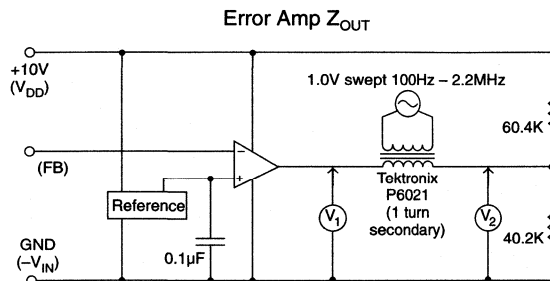 Error Amp ZOUT
+10V
(VDD)
1.0V swept 100Hz – 2.2MHz
60.4K
(FB)
–
+
Tektronix
P6021
(1 turn
secondary)
Reference
V1
V2
GND
(–VIN)
0.1µF
40.2K